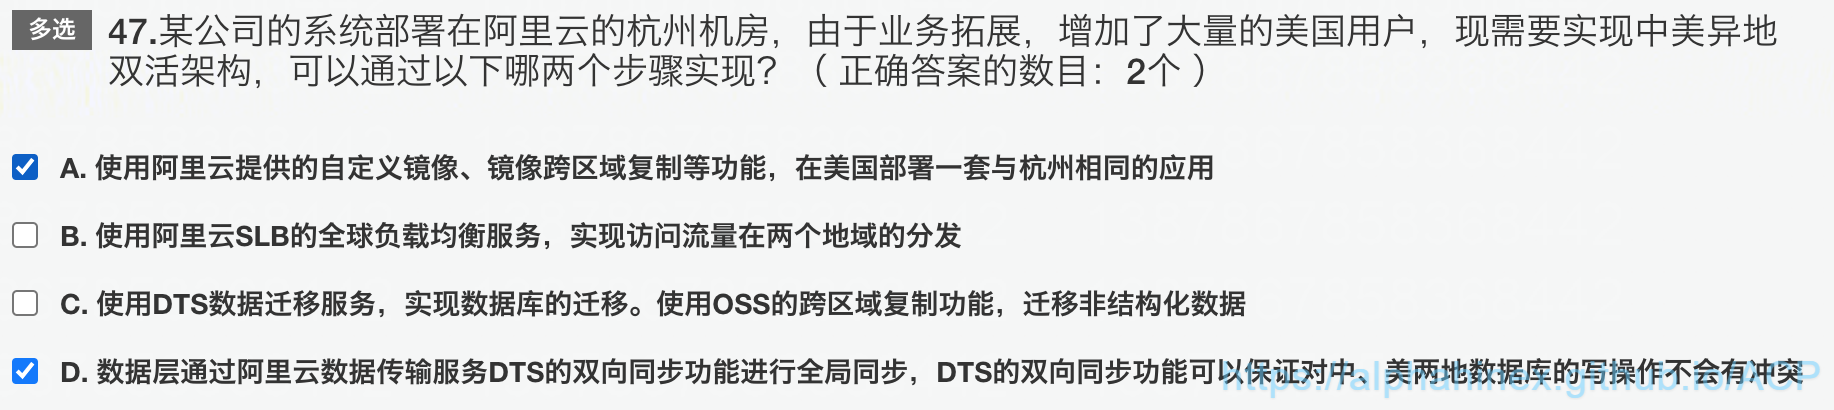 多选 47.某公司的系统部署在阿里云的杭州机房，由于业务拓展，增加了大量的美国用户，现需要实现中美异地
双活架构，可以通过以下哪两个步骤实现？（ 正确答案的数目：2个 ）
A. 使用阿里云提供的自定义镜像、镜像跨区域复制等功能，在美国部署一套与杭州相同的应用
B. 使用阿里云SLB的全球负载均衡服务，实现访问流量在两个地域的分发
C. 使用DTS数据迁移服务，实现数据库的迁移。使用OSS的跨区域复制功能，迁移非结构化数据
D. 数据层通过阿里云数据传输服务DTS的双向同步功能进行全局同步，DTS的双向同步功能可以保证对中、美两地数据库的写操作不会有冲突
https://alphahinex.github.io/ACP